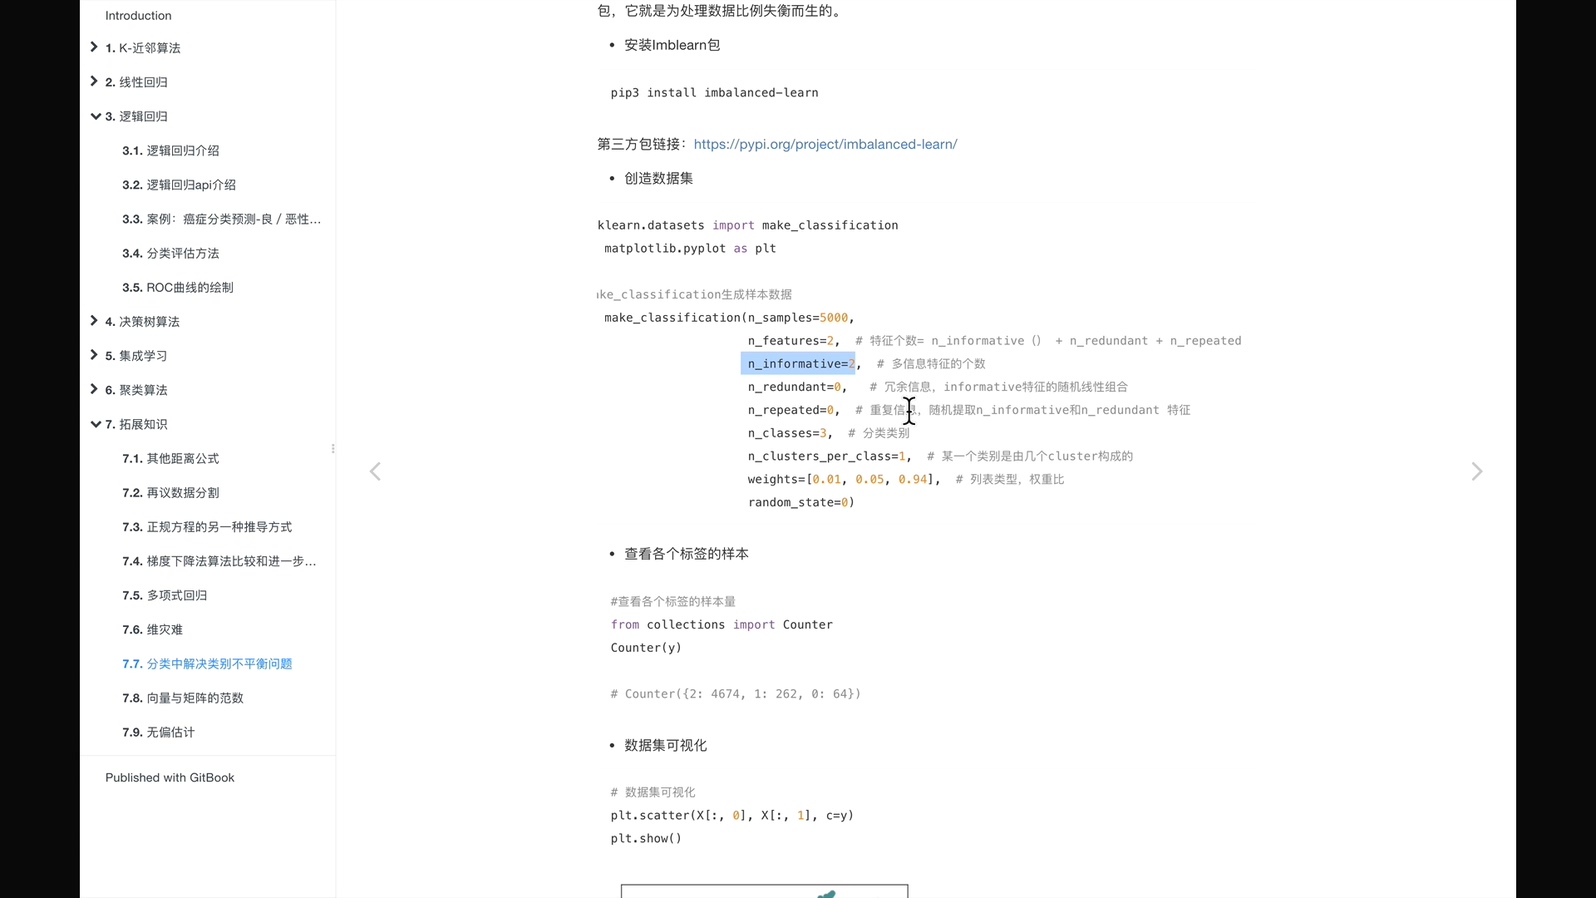 Introduction
1. K-近邻算法
2. 线性回归
3. 逻辑回归
3.1. 逻辑回归介绍
3.2. 逻辑回归api介绍
3.3. 案例：癌症分类预测-良／恶性...
3.4. 分类评估方法
3.5. ROC曲线的绘制
4. 决策树算法
5. 集成学习
6. 聚类算法
7. 拓展知识
7.1. 其他距离公式
7.2. 再议数据分割
7.3. 正规方程的另一种推导方式
7.4. 梯度下降法算法比较和进一步...
7.5. 多项式回归
7.6. 维灾难
7.7. 分类中解决类别不平衡问题
7.8. 向量与矩阵的范数
7.9. 无偏估计
Published with GitBook
包，它就是为处理数据比例失衡而生的。
• 安装Imblearn包
pip3 install imbalanced-learn
第三方包链接：https://pypi.org/project/imbalanced-learn/
• 创造数据集
klearn.datasets import make_classification
matplotlib.pyplot as plt
ke_classification生成样本数据
make_classification(n_samples=5000,
n_features=2, # 特征个数= n_informative（） + n_redundant + n_repeated
n_informative=2, # 多信息特征的个数
n_redundant=0, # 冗余信息，informative特征的随机线性组合
n_repeated=0, # 重复信息，随机提取n_informative和n_redundant 特征
n_classes=3, # 分类类别
n_clusters_per_class=1, # 某一个类别是由几个cluster构成的
weights=[0.01, 0.05, 0.94], # 列表类型，权重比
random_state=0)
• 查看各个标签的样本
#查看各个标签的样本量
from collections import Counter
Counter(y)
# Counter({2: 4674, 1: 262, 0: 64})
• 数据集可视化
# 数据集可视化
plt.scatter(X[:, 0], X[:, 1], c=y)
plt.show()